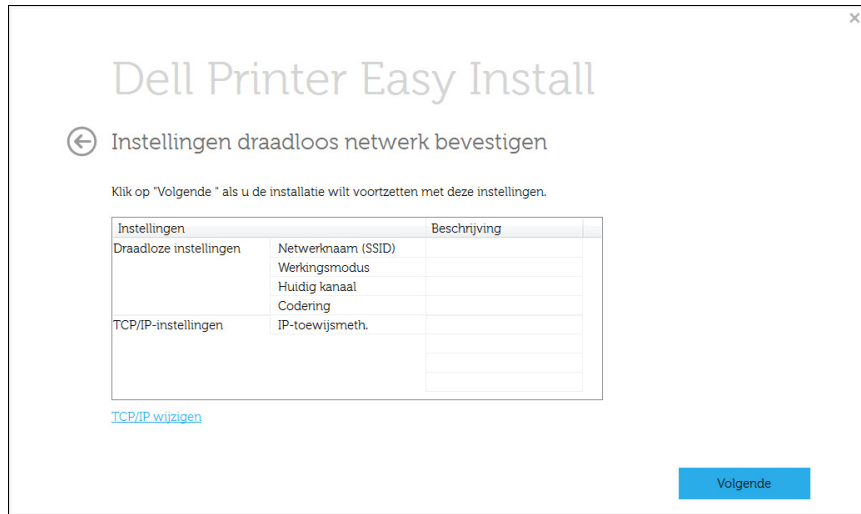 Dell Printer Easy Install
Instellingen draadloos netwerk bevestigen
Klik op "Volgende " als u de installatie wilt voortzetten met deze instellingen.
Instellingen Beschrijving
Draadloze instellingen Netwerknaam (SSID)
Werkingsmodus
Huidig kanaal
Codering
TCP/IP-instellingen IP-toewijsmeth.
TCP/IP wijzigen
Volgende